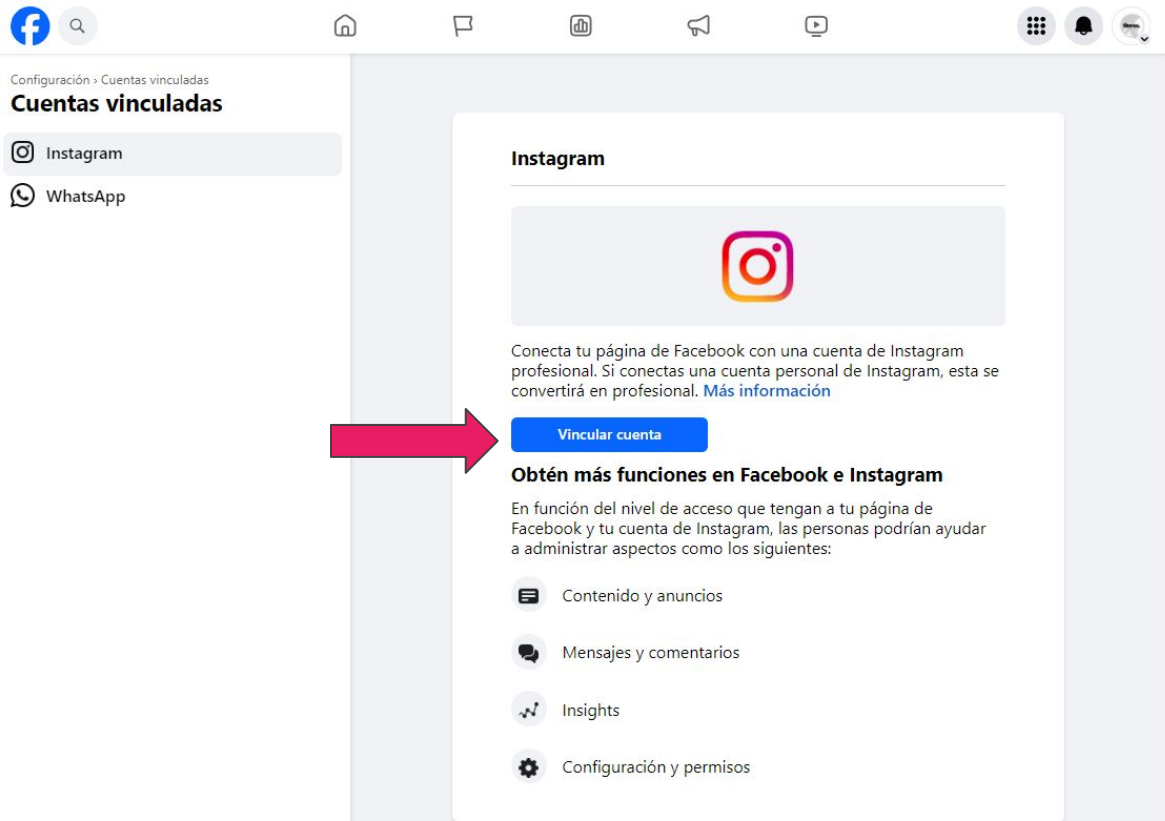 Configuración › Cuentas vinculadas
Cuentas vinculadas
Instagram
WhatsApp
Instagram
Conecta tu página de Facebook con una cuenta de Instagram
profesional. Si conectas una cuenta personal de Instagram, esta se
convertirá en profesional. Más información
Vincular cuenta
Obtén más funciones en Facebook e Instagram
En función del nivel de acceso que tengan a tu página de
Facebook y tu cuenta de Instagram, las personas podrían ayudar
a administrar aspectos como los siguientes:
Contenido y anuncios
Mensajes y comentarios
Insights
Configuración y permisos